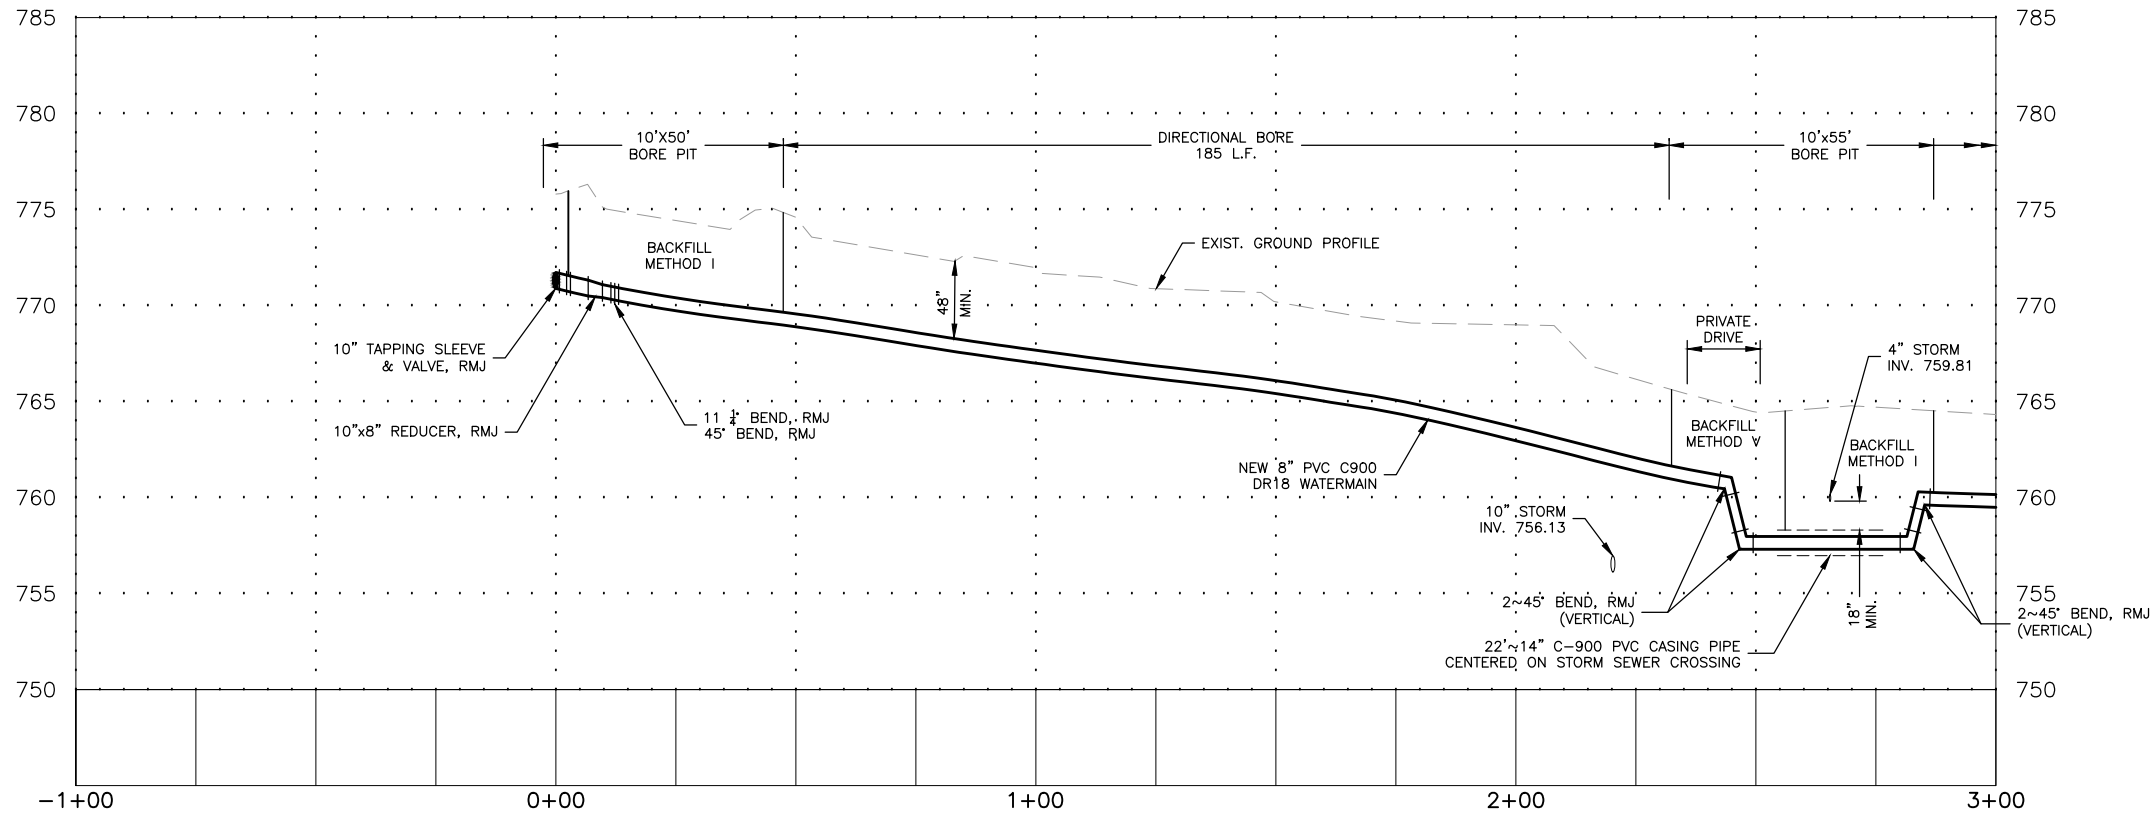 785
785
780
780
10'X50'
BORE PIT
DIRECTIONAL BORE
185 L.F.
10'x55'
BORE PIT
775
775
BACKFILL
METHOD I
EXIST. GROUND PROFILE
770
770
48"
MIN.
PRIVATE
DRIVE
10" TAPPING SLEEVE
& VALVE, RMJ
4" STORM
INV. 759.81
765
765
10"x8" REDUCER, RMJ
11 1/4° BEND, RMJ
45° BEND, RMJ
BACKFILL
METHOD V
BACKFILL
METHOD I
NEW 8" PVC C900
DR18 WATERMAIN
760
760
10" STORM
INV. 756.13
755
755
2~45° BEND, RMJ
(VERTICAL)
18"
MIN.
2~45° BEND, RMJ
(VERTICAL)
22'~14" C-900 PVC CASING PIPE
CENTERED ON STORM SEWER CROSSING
750
750
-1+00
0+00
1+00
2+00
3+00